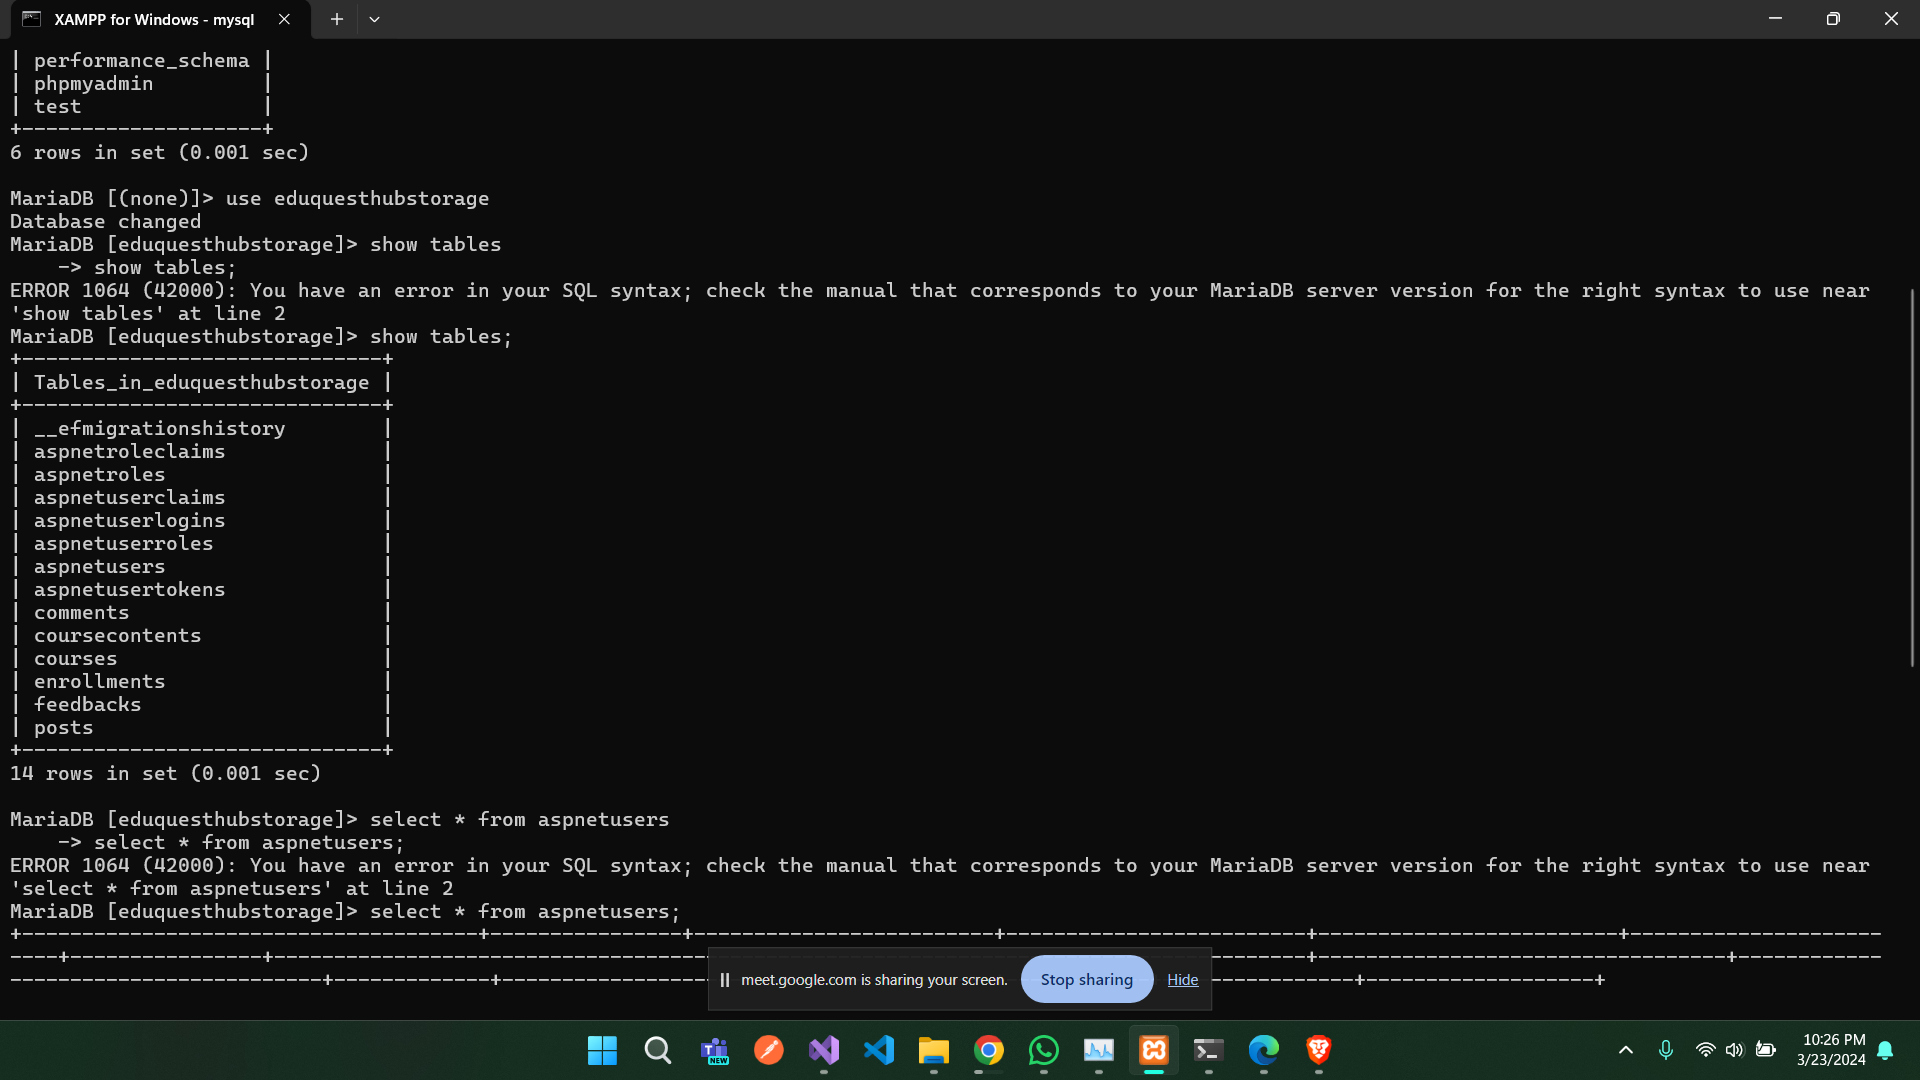 XAMPP for Windows - mysql
| performance_schema |
| phpmyadmin         |
| test               |
+--------------------+
6 rows in set (0.001 sec)
MariaDB [(none)]> use eduquesthubstorage
Database changed
MariaDB [eduquesthubstorage]> show tables
    -> show tables;
ERROR 1064 (42000): You have an error in your SQL syntax; check the manual that corresponds to your MariaDB server version for the right syntax to use near
'show tables' at line 2
MariaDB [eduquesthubstorage]> show tables;
+------------------------------+
| Tables_in_eduquesthubstorage |
+------------------------------+
| __efmigrationshistory        |
| aspnetroleclaims             |
| aspnetroles                  |
| aspnetuserclaims             |
| aspnetuserlogins             |
| aspnetuserroles              |
| aspnetusers                  |
| aspnetusertokens             |
| comments                     |
| coursecontents               |
| courses                      |
| enrollments                  |
| feedbacks                    |
| posts                        |
+------------------------------+
14 rows in set (0.001 sec)
MariaDB [eduquesthubstorage]> select * from aspnetusers
    -> select * from aspnetusers;
ERROR 1064 (42000): You have an error in your SQL syntax; check the manual that corresponds to your MariaDB server version for the right syntax to use near
'select * from aspnetusers' at line 2
MariaDB [eduquesthubstorage]> select * from aspnetusers;
meet.google.com is sharing your screen. Stop sharing Hide
NEW
10:26 PM
3/23/2024